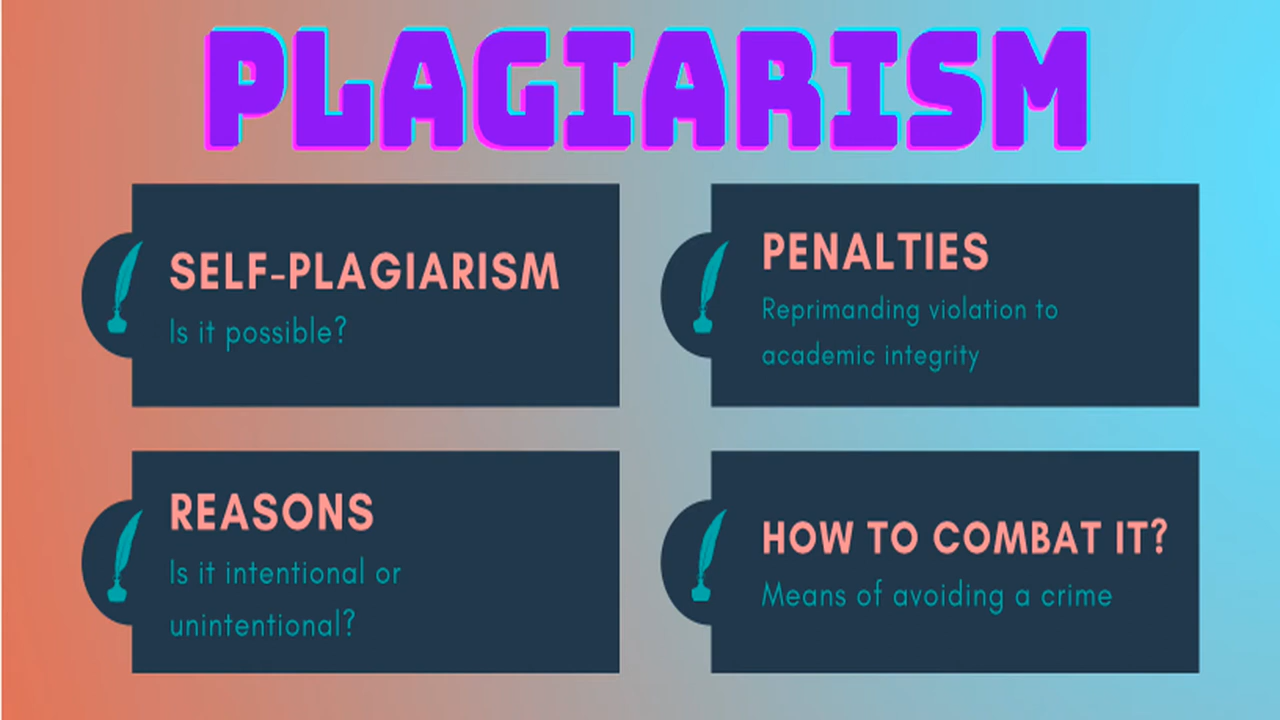 PLAGIARISM
SELF-PLAGIARISM
Is it possible?
PENALTIES
Reprimanding violation to
academic integrity
REASONS
Is it intentional or
unintentional?
HOW TO COMBAT IT?
Means of avoiding a crime